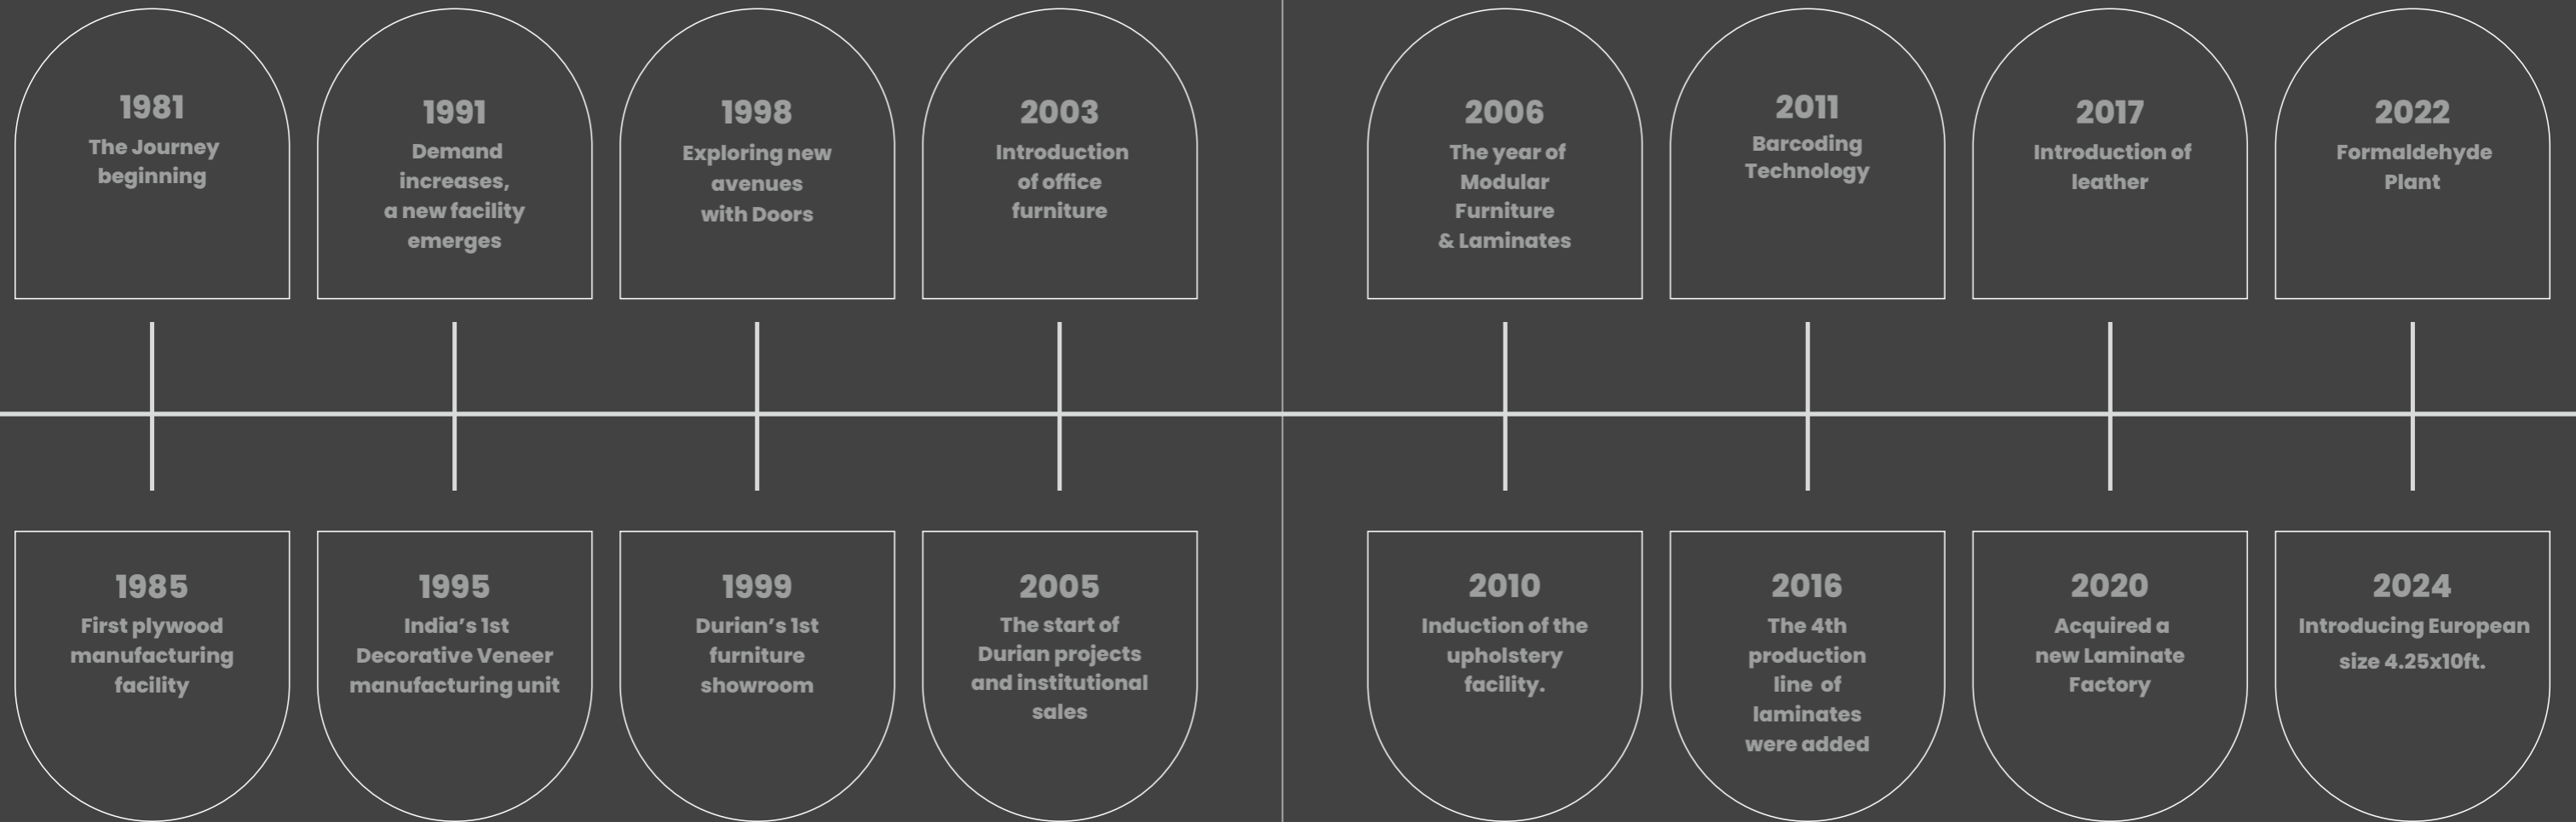 1981
The Journey
beginning
1991
Demand
increases,
a new facility
emerges
1998
Exploring new
avenues
with Doors
2003
Introduction
of office
furniture
2006
The year of
Modular
Furniture
& Laminates
2011
Barcoding
Technology
2017
Introduction of
leather
2022
Formaldehyde
Plant
1985
First plywood
manufacturing
facility
1995
India’s 1st
Decorative Veneer
manufacturing unit
1999
Durian’s 1st
furniture
showroom
2005
The start of
Durian projects
and institutional
sales
2010
Induction of the
upholstery
facility.
2016
The 4th
production
line of
laminates
were added
2020
Acquired a
new Laminate
Factory
2024
Introducing European
size 4.25x10ft.